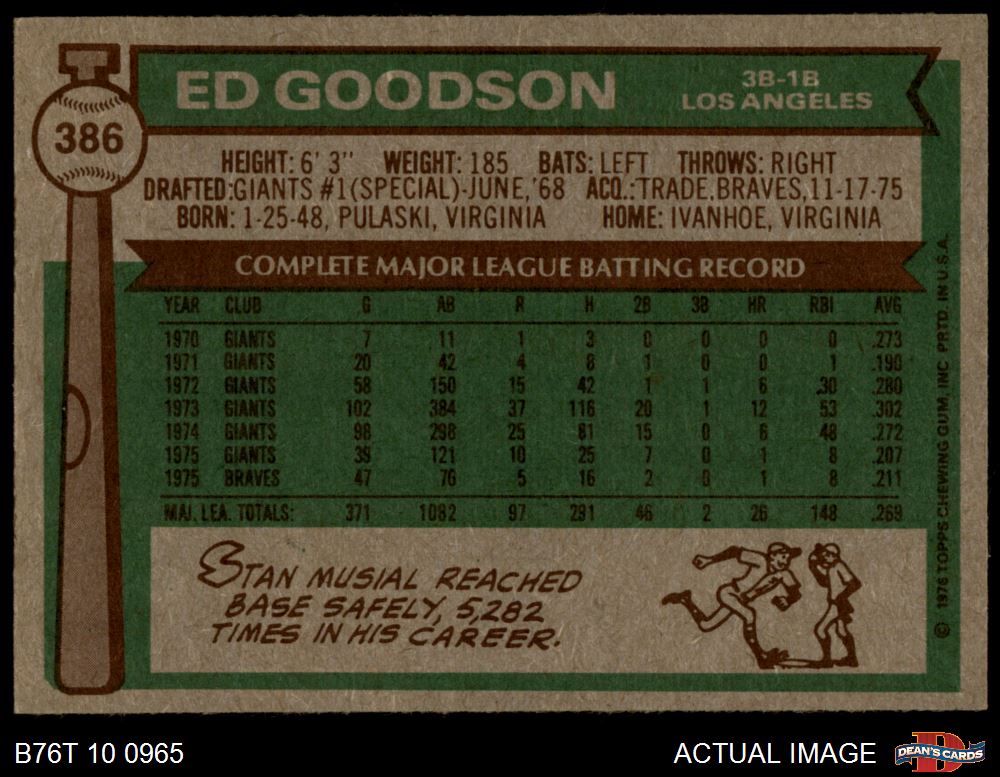 386
ED GOODSON
3B-1B
LOS ANGELES
HEIGHT: 6' 3" WEIGHT: 185 BATS: LEFT THROWS: RIGHT
DRAFTED: GIANTS #1(SPECIAL)-JUNE,'68 ACQ.: TRADE, BRAVES, 11-17-75
BORN: 1-25-48, PULASKI, VIRGINIA HOME: IVANHOE, VIRGINIA
COMPLETE MAJOR LEAGUE BATTING RECORD
YEAR CLUB G AB R H 2B 3B HR RBI AVG
1970 GIANTS 7 11 1 3 0 0 0 0 .273
1971 GIANTS 20 42 4 8 1 0 0 1 .190
1972 GIANTS 58 150 15 42 1 1 6 30 .280
1973 GIANTS 102 384 37 116 20 1 12 53 .302
1974 GIANTS 98 298 25 81 15 0 6 48 .272
1975 GIANTS 39 121 10 25 7 0 1 8 .207
1975 BRAVES 47 76 5 16 2 0 1 8 .211
MAJ. LEA. TOTALS: 371 1082 97 291 46 2 26 148 .269
STAN MUSIAL REACHED
BASE SAFELY, 5,282
TIMES IN HIS CAREER.
© 1976 TOPPS CHEWING GUM, INC PRTD. IN U.S.A.
B76T 10 0965
ACTUAL IMAGE
D
DEAN'S CARDS